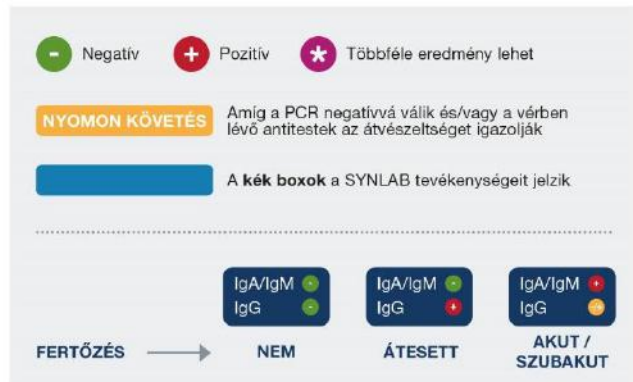 - Negatív + Pozitív * Többféle eredmény lehet
NYOMON KÖVETÉS
Amíg a PCR negatívvá válik és/vagy a vérben
lévő antitestek az átvészeltséget igazolják
A kék boxok a SYNLAB tevékenységeit jelzik
IgA/IgM - IgA/IgM - IgA/IgM +
IgG - IgG + IgG
FERTŐZÉS NEM ÁTESETT AKUT /
SZUBAKUT